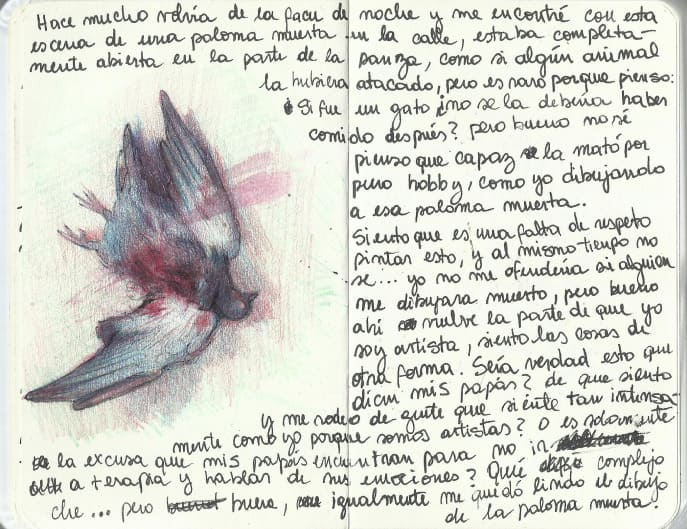 Hace mucho volvía de la facu de noche y me encontré con esta
escena de una paloma muerta en la calle, estaba completa-
mente abierta en la parte de la panza, como si algún animal
la hubiera atacado, pero es raro porque pienso:
Si fue un gato ¿no se la debería haber
comido después? pero bueno no sé
pienso que capaz la mató por
puro hobby, como yo dibujando
a esa paloma muerta.
Siento que es una falta de respeto
pintar esto, y al mismo tiempo no
se... yo no me ofendería si alguien
me dibujara muerto, pero bueno
ahi vuelve la parte de que yo
soy artista, siento las cosas de
otra forma. Sería verdad esto que
dicen mis papás? de que siento
y me rodeo de gente que siente tan intensa-
mente como yo porque somos artistas? O es solamente
la excusa que mis papás encuentran para no ir
a terapia y hablar de sus emociones? Qué complejo
che... pero bueno, igualmente me quedó lindo el dibujo
de la paloma muerta.